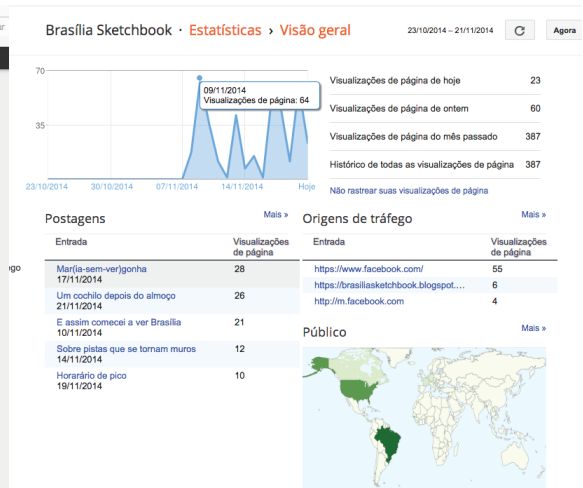 Brasília Sketchbook · Estatísticas › Visão geral
23/10/2014 – 21/11/2014
Agora
70
35
09/11/2014
Visualizações de página: 64
23/10/2014 30/10/2014 07/11/2014 14/11/2014 Hoje
Visualizações de página de hoje 23
Visualizações de página de ontem 60
Visualizações de página do mês passado 387
Histórico de todas as visualizações de página 387
Não rastrear suas visualizações de página
Postagens Mais »
Entrada Visualizações
de página
Mar(ia-sem-ver)gonha 28
17/11/2014
Um cochilo depois do almoço 26
21/11/2014
E assim comecei a ver Brasília 21
10/11/2014
Sobre pistas que se tornam muros 12
14/11/2014
Horarário de pico 10
19/11/2014
Origens de tráfego Mais »
Entrada Visualizações
de página
https://www.facebook.com/ 55
https://brasiliasketchbook.blogspot.... 6
http://m.facebook.com 4
Público Mais »